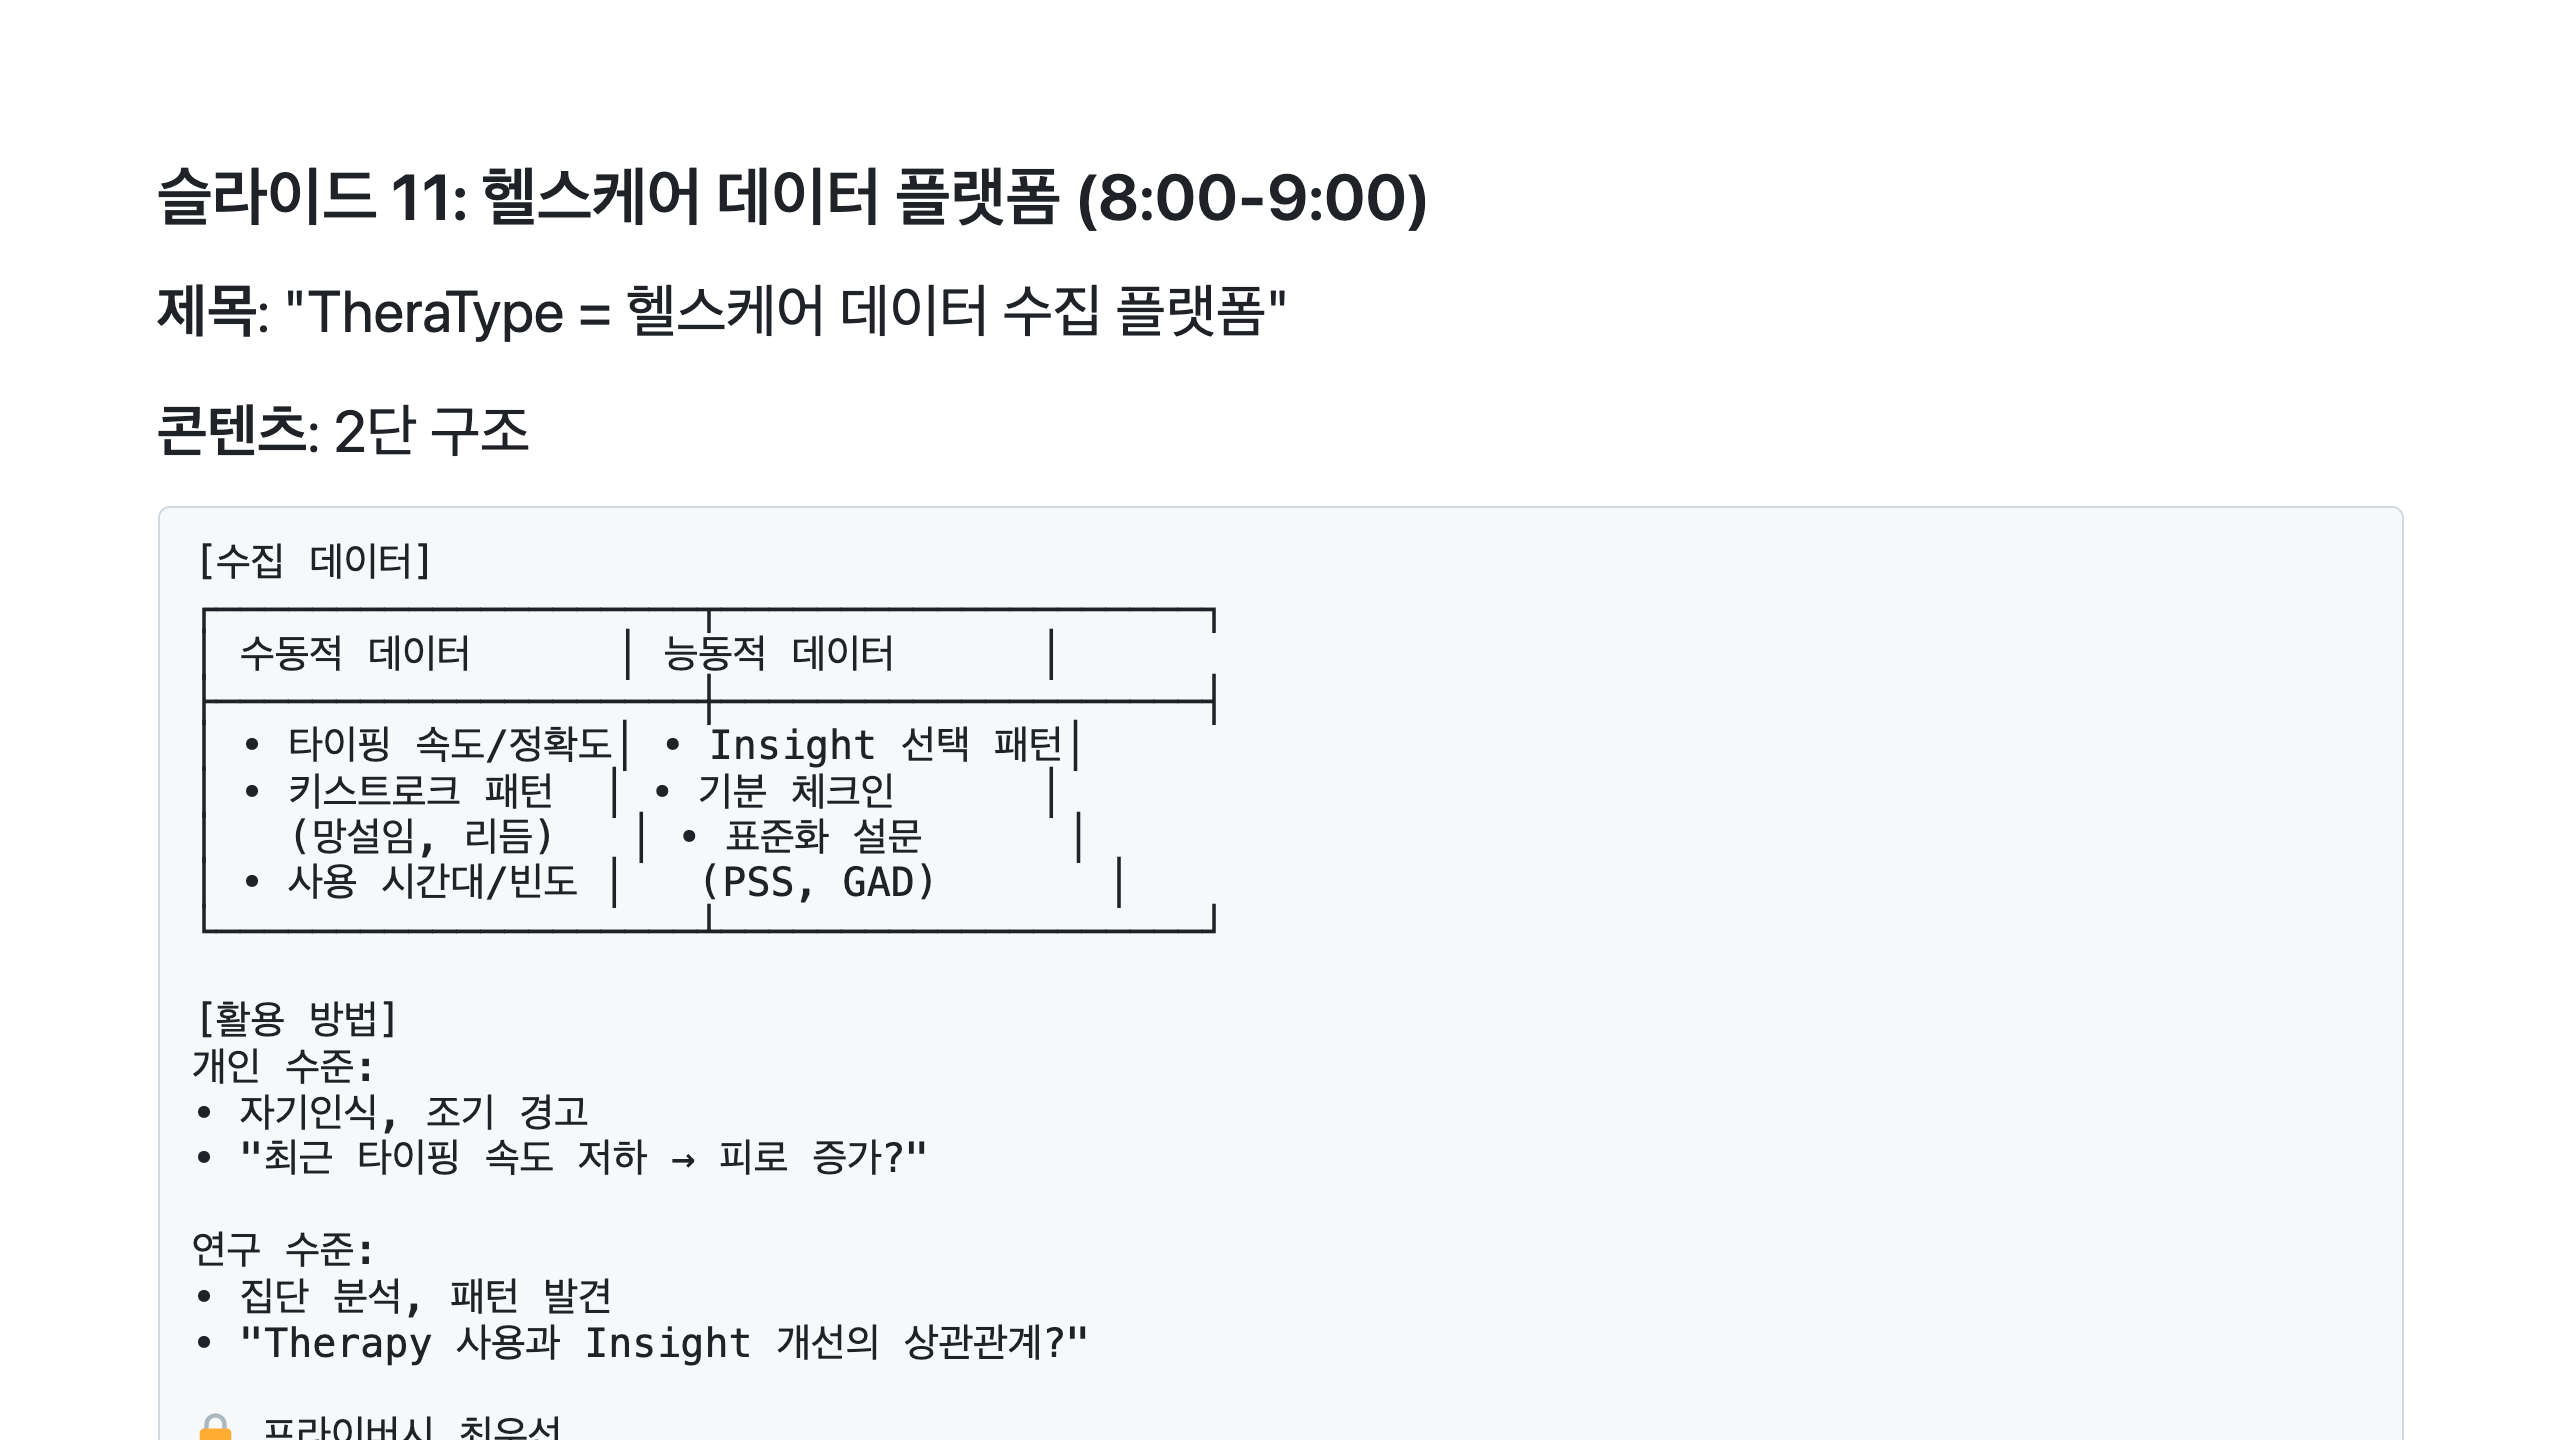 슬라이드 11: 헬스케어 데이터 플랫폼 (8:00-9:00)
제목: "TheraType = 헬스케어 데이터 수집 플랫폼"
콘텐츠: 2단 구조
[수집 데이터]
수동적 데이터 │ 능동적 데이터 │
• 타이핑 속도/정확도│ • Insight 선택 패턴│
• 키스트로크 패턴 │ • 기분 체크인 │
(망설임, 리듬) │ • 표준화 설문 │
• 사용 시간대/빈도 │ (PSS, GAD) │
[활용 방법]
개인 수준:
• 자기인식, 조기 경고
• "최근 타이핑 속도 저하 → 피로 증가?"
연구 수준:
• 집단 분석, 패턴 발견
• "Therapy 사용과 Insight 개선의 상관관계?"
🔒 프라이버시 최우선